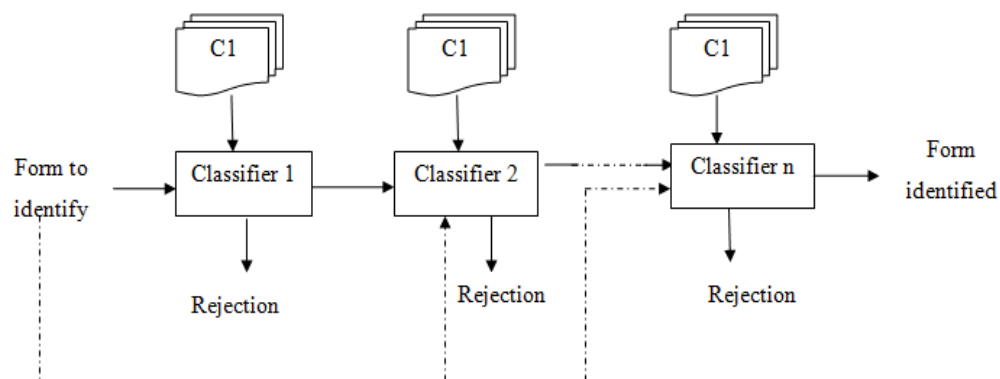 C1
C1
C1
Form to
identify
Classifier 1
Classifier 2
Classifier n
Form
identified
Rejection
Rejection
Rejection